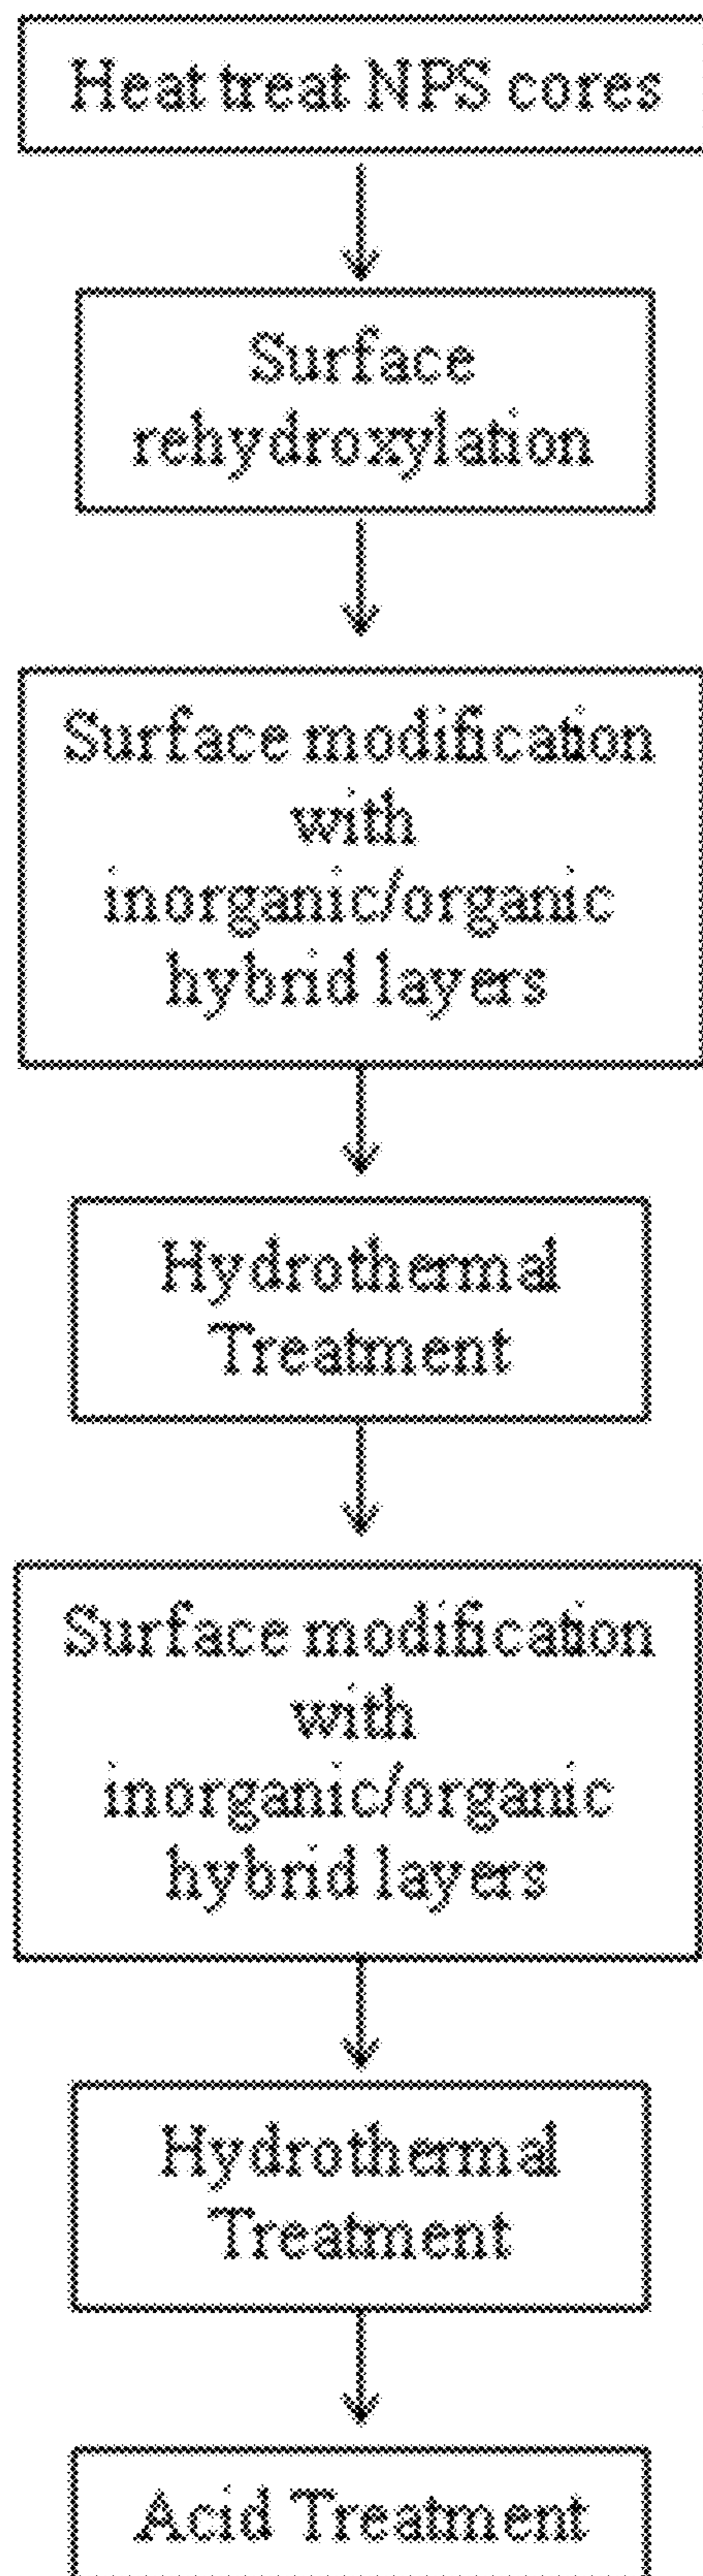 Heat treat NPS cores
Surface
rehydroxylation
Surface modification
with
inorganic/organic
hybrid layers
Hydrothermal
Treatment
Surface modification
with
inorganic/organic
hybrid layers
Hydrothermal
Treatment
Acid Treatment